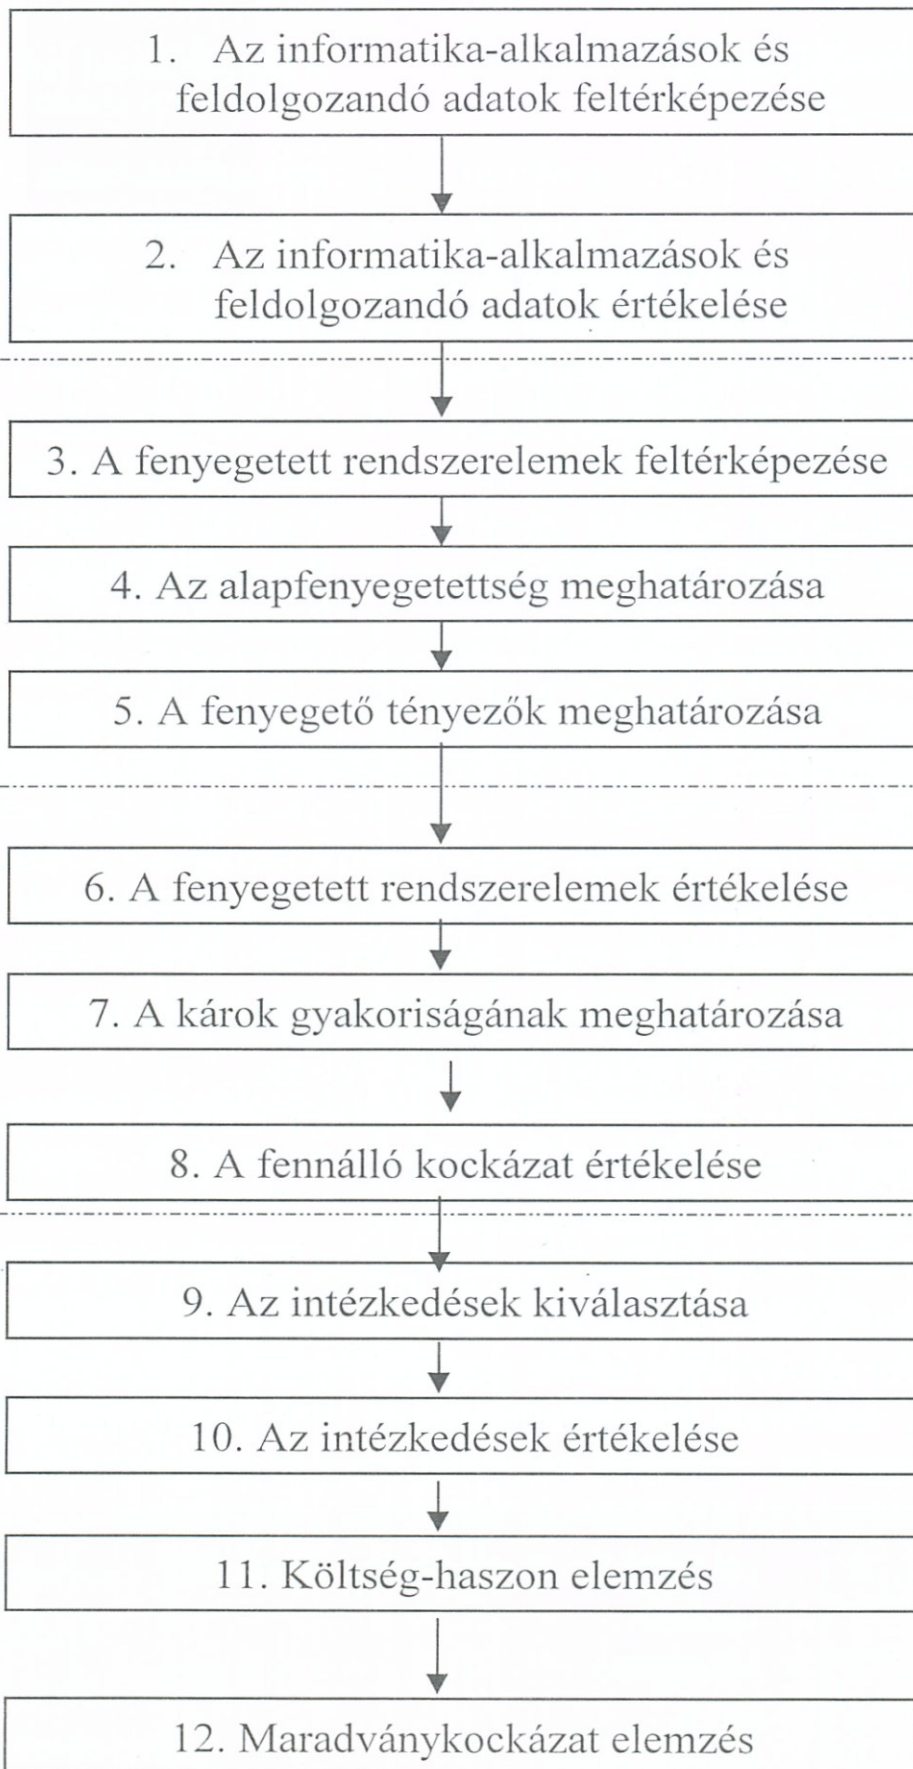 1. Az informatika-alkalmazások és
feldolgozandó adatok feltérképezése
2. Az informatika-alkalmazások és
feldolgozandó adatok értékelése
3. A fenyegetett rendszerelemek feltérképezése
4. Az alapfenyegetettség meghatározása
5. A fenyegető tényezők meghatározása
6. A fenyegetett rendszerelemek értékelése
7. A károk gyakoriságának meghatározása
8. A fennálló kockázat értékelése
9. Az intézkedések kiválasztása
10. Az intézkedések értékelése
11. Költség-haszon elemzés
12. Maradványkockázat elemzés